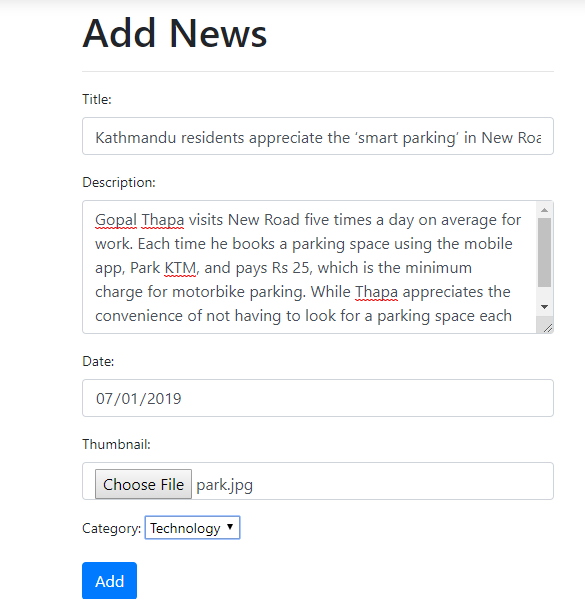 Add News
Title:
Kathmandu residents appreciate the ‘smart parking’ in New Roa
Description:
Gopal Thapa visits New Road five times a day on average for
work. Each time he books a parking space using the mobile
app, Park KTM, and pays Rs 25, which is the minimum
charge for motorbike parking. While Thapa appreciates the
convenience of not having to look for a parking space each
Date:
07/01/2019
Thumbnail:
Choose File park.jpg
Category: Technology
Add